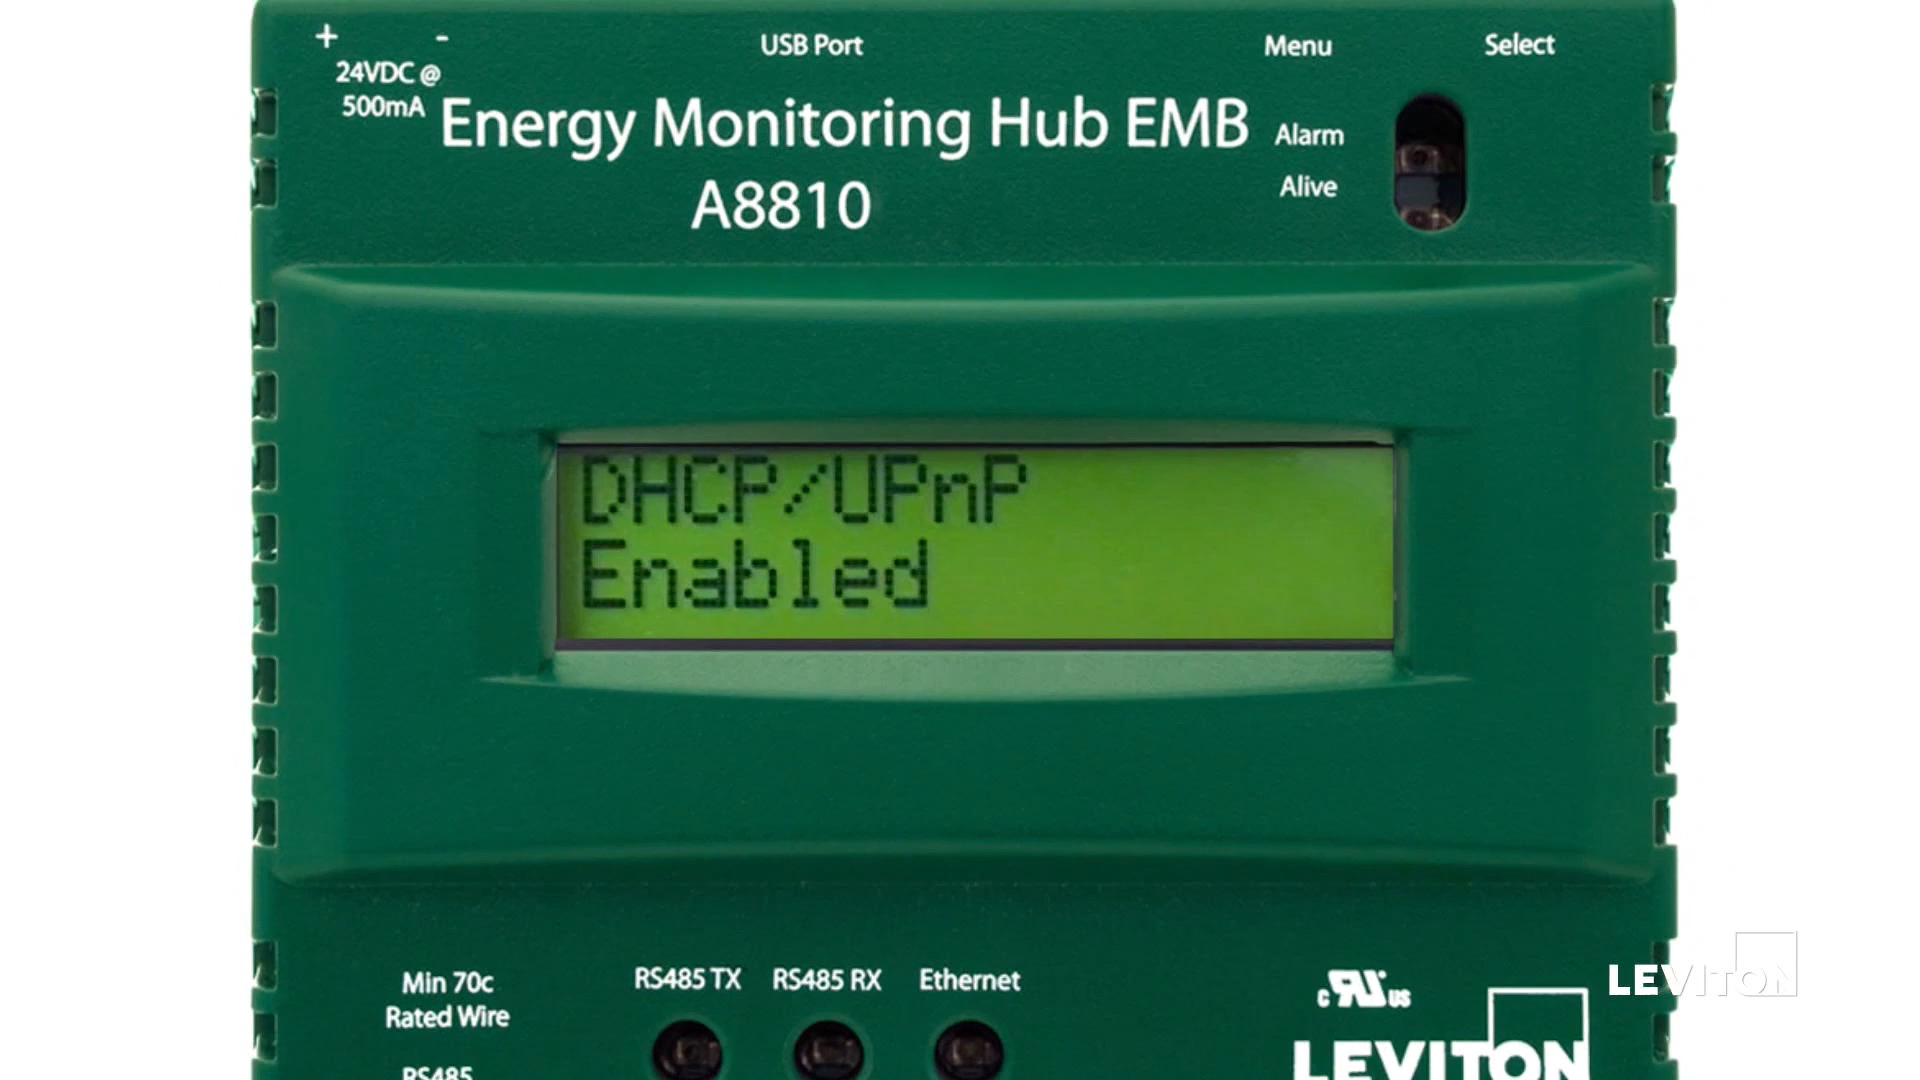 + -
24VDC @
500mA
USB Port
Menu
Select
Energy Monitoring Hub EMB
A8810
Alarm
Alive
DHCP/UPnP
Enabled
Min 70c
Rated Wire
RS485
RS485 TX
RS485 RX
Ethernet
c RU US
LEVITON
LEVITON